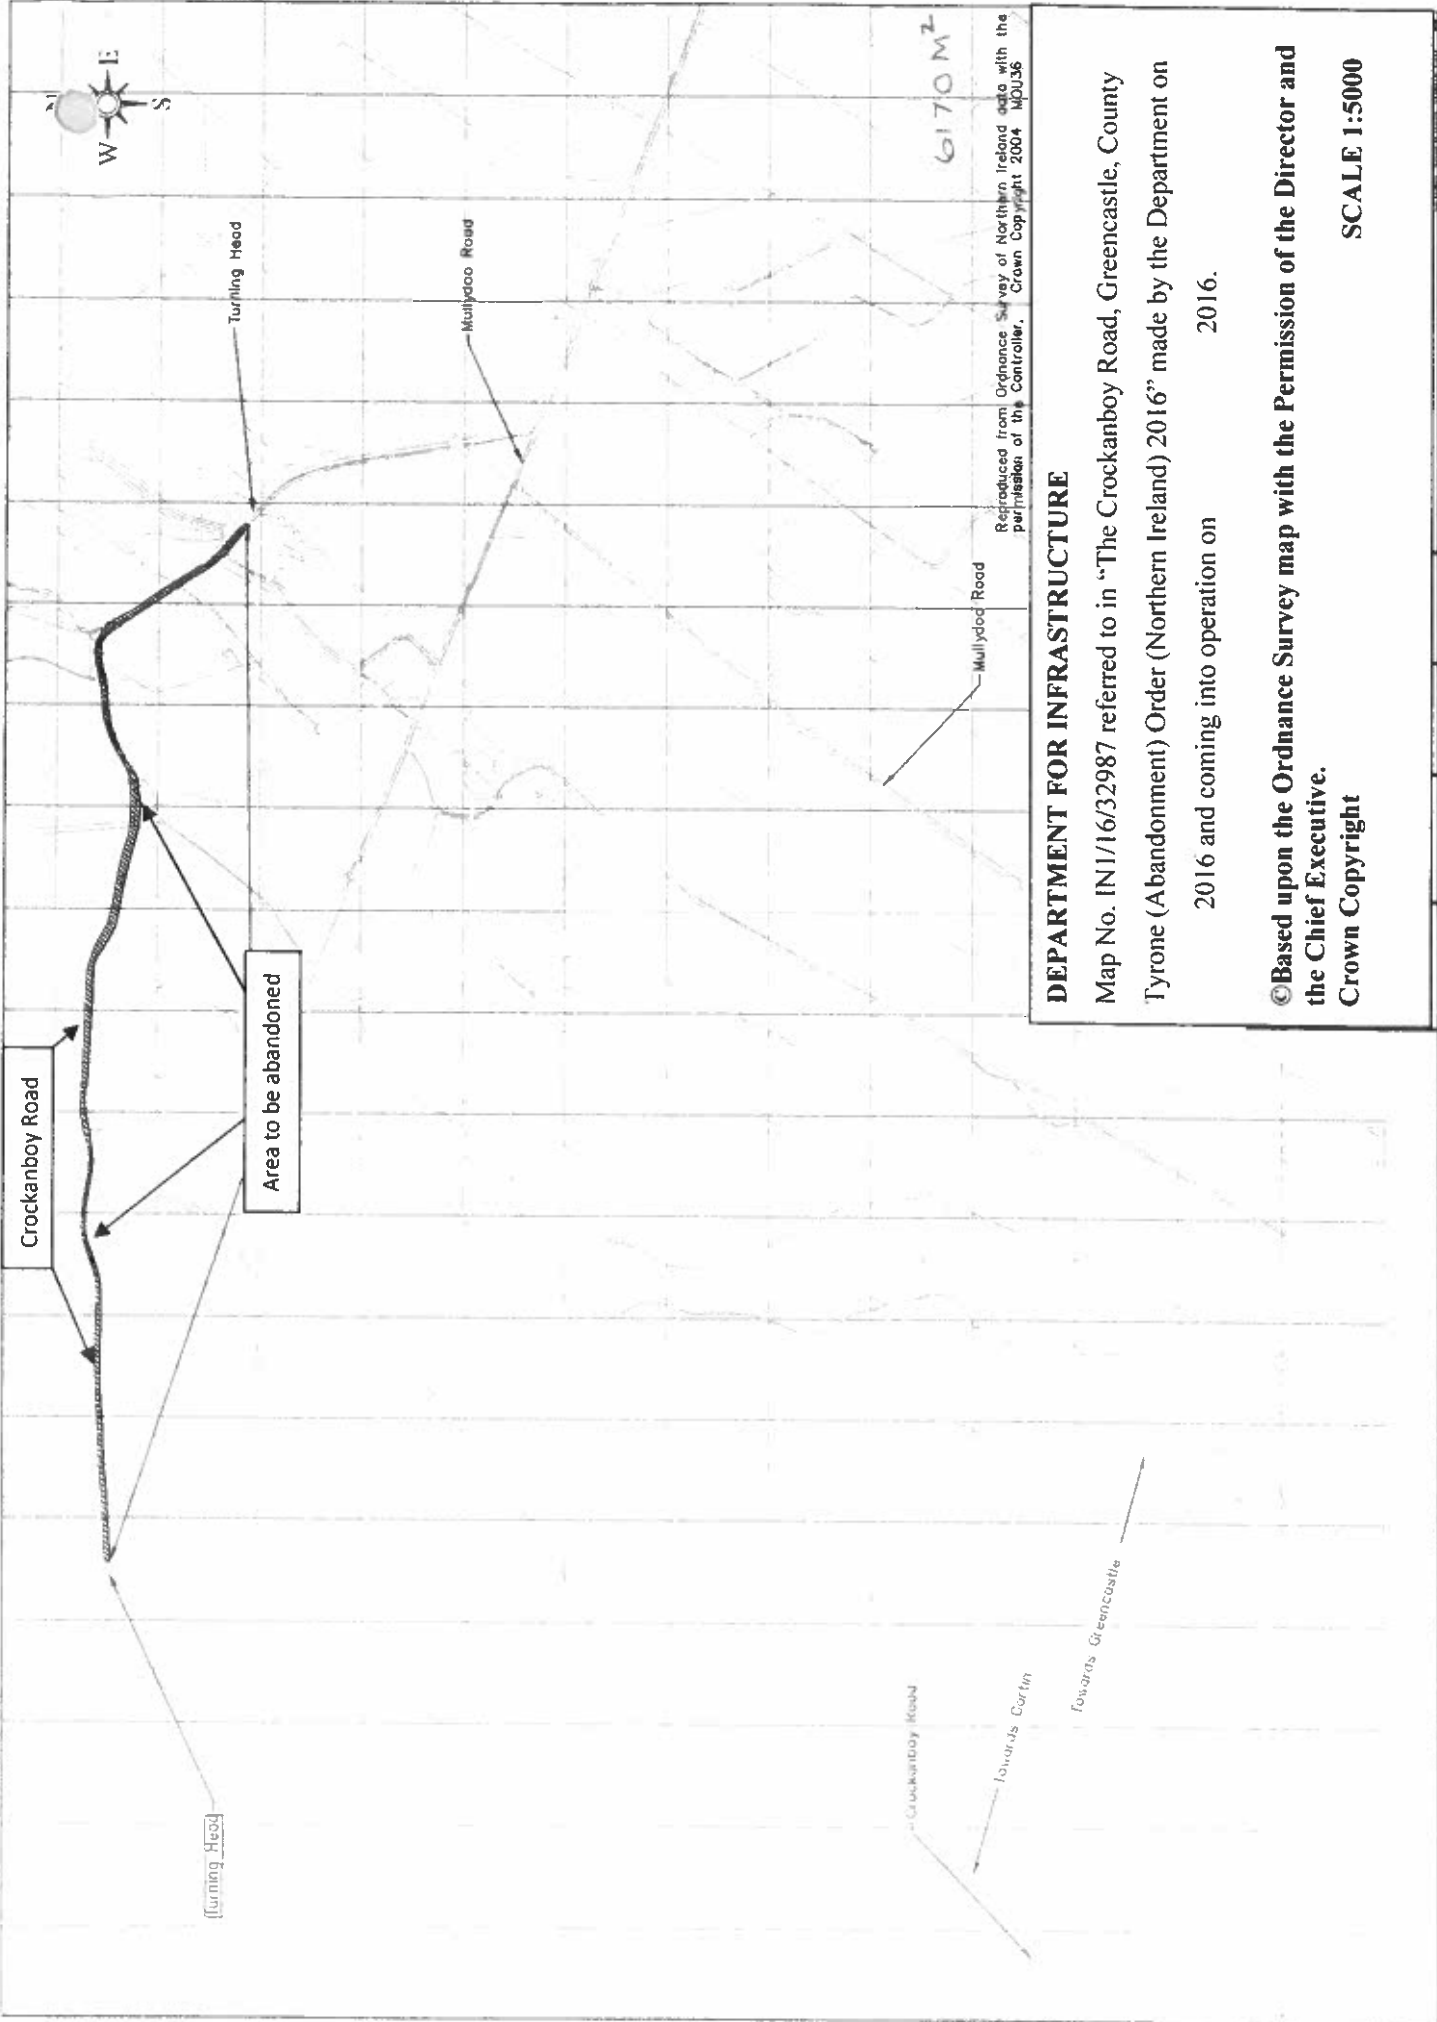 Crockanboy Road
N
W
E
S
Turning Head
Mullydoo Road
Area to be abandoned
Turning Head
6170 M²
Reproduced from Ordnance Survey of Northern Ireland data with the
permission of the Controller, Crown Copyright 2004 MOU36
Mullydoo Road
Crockanboy Road
Towards Gortin
Towards Greencastle
DEPARTMENT FOR INFRASTRUCTURE
Map No. IN1/16/32987 referred to in “The Crockanboy Road, Greencastle, County
Tyrone (Abandonment) Order (Northern Ireland) 2016” made by the Department on
2016 and coming into operation on 2016.
©Based upon the Ordnance Survey map with the Permission of the Director and
the Chief Executive.
Crown Copyright SCALE 1:5000